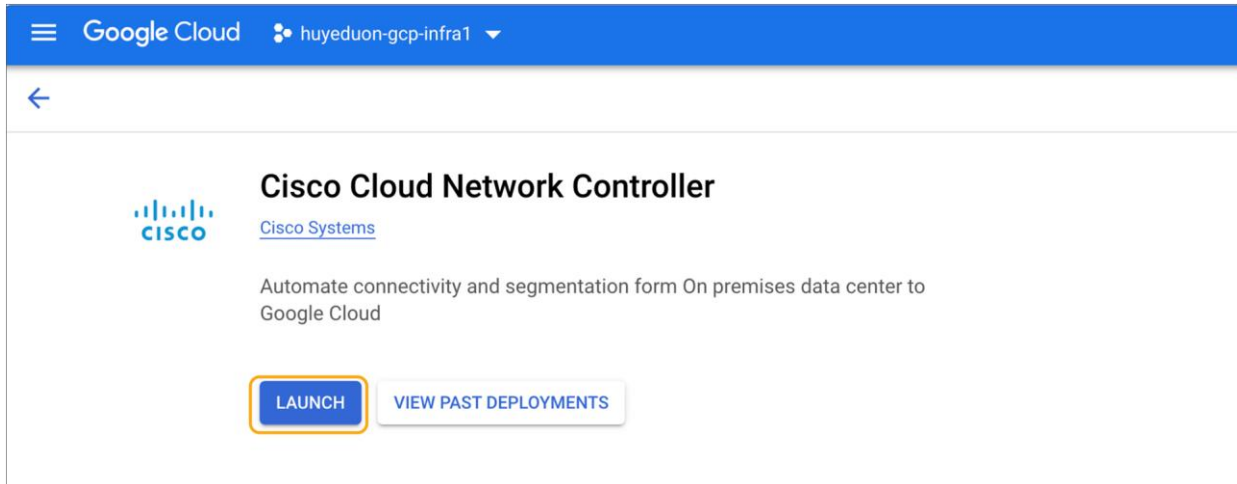 Google Cloud
huyeduon-gcp-infra1
Cisco Cloud Network Controller
CISCO
Cisco Systems
Automate connectivity and segmentation form On premises data center to
Google Cloud
LAUNCH
VIEW PAST DEPLOYMENTS